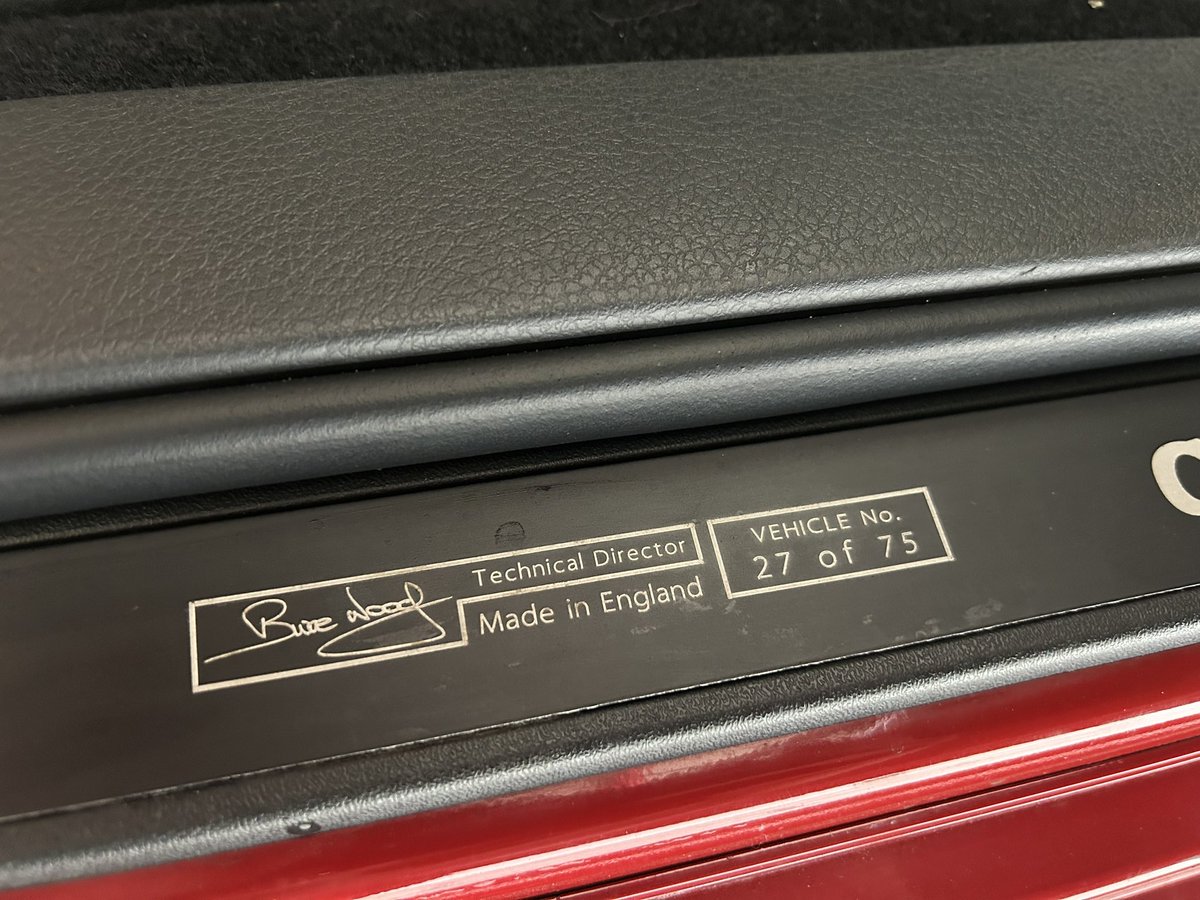 Technical Director
Made in England
VEHICLE No.
27 of 75